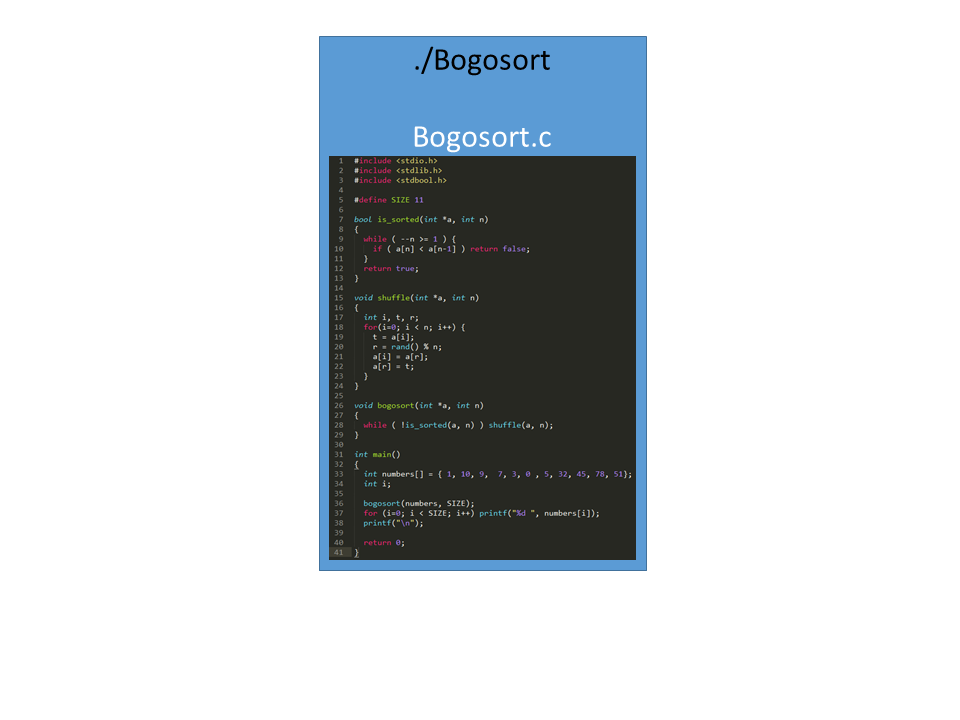 ./Bogosort
Bogosort.c
1 #include <stdio.h>
2 #include <stdlib.h>
3 #include <stdbool.h>
4
5 #define SIZE 11
6
7 bool is_sorted(int *a, int n)
8 {
9 while ( --n >= 1 ) {
10 if ( a[n] < a[n-1] ) return false;
11 }
12 return true;
13 }
14
15 void shuffle(int *a, int n)
16 {
17 int i, t, r;
18 for(i=0; i < n; i++) {
19 t = a[i];
20 r = rand() % n;
21 a[i] = a[r];
22 a[r] = t;
23 }
24 }
25
26 void bogosort(int *a, int n)
27 {
28 while ( !is_sorted(a, n) ) shuffle(a, n);
29 }
30
31 int main()
32 {
33 int numbers[] = { 1, 10, 9,  7, 3, 0 , 5, 32, 45, 78, 51};
34 int i;
35
36 bogosort(numbers, SIZE);
37 for (i=0; i < SIZE; i++) printf("%d ", numbers[i]);
38 printf("\n");
39
40 return 0;
41 }